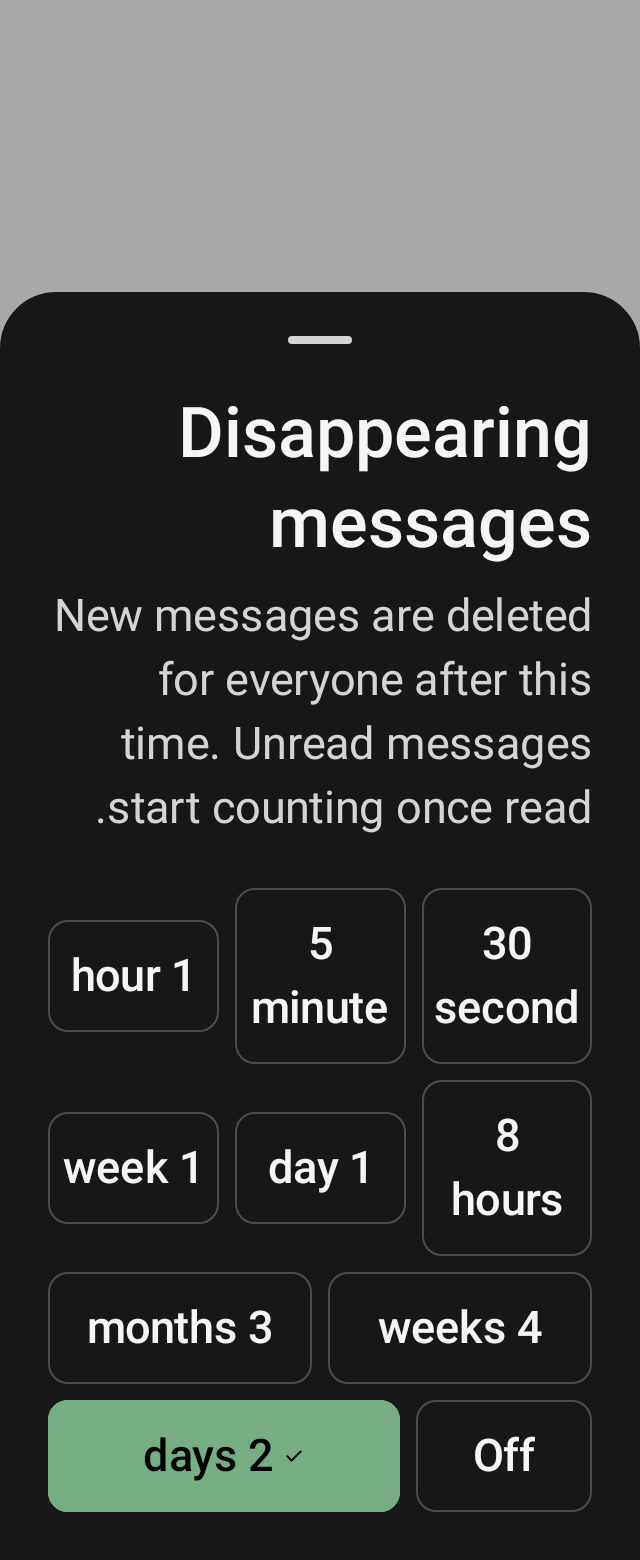 Disappearing
messages
New messages are deleted
for everyone after this
time. Unread messages
.start counting once read
30
second
5
minute
hour 1
8
hours
day 1
week 1
weeks 4
months 3
Off
days 2 ✓